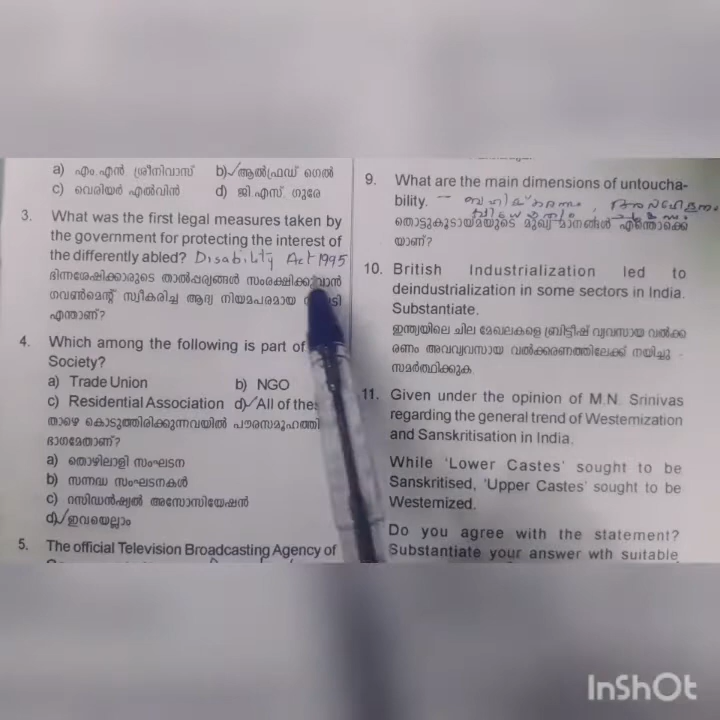 a) എം.എൻ ശ്രീനിവാസ് b) ആൽഫ്രഡ് ഗെൽ
c) വെരിയർ എൽവിൻ d) ജി.എസ്. ഗുരേ
3. What was the first legal measures taken by
the government for protecting the interest of
the differently abled? Disability Act 1995
ഭിന്നശേഷിക്കാരുടെ താൽപ്പര്യങ്ങൾ സംരക്ഷിക്കുവാൻ
ഗവൺമെന്റ് സ്വീകരിച്ച ആദ്യ നിയമപരമായ
എന്താണ്?
4. Which among the following is part of
Society?
a) Trade Union b) NGO
c) Residential Association d) All of the
താഴെ കൊടുത്തിരിക്കുന്നവയിൽ പൗരസമൂഹത്തി
ഭാഗമേതാണ്?
a) തൊഴിലാളി സംഘടന
b) സന്നദ്ധ സംഘടനകൾ
c) റസിഡൻഷ്യൽ അസോസിയേഷൻ
d) ഇവയെല്ലാം
5. The official Television Broadcasting Agency of
9. What are the main dimensions of untoucha-
bility.
തൊട്ടുകൂടായ്മയുടെ മുഖ്യ മാനങ്ങൾ എന്തൊക്കെ
യാണ്?
10. British Industrialization led to
deindustrialization in some sectors in India.
Substantiate.
ഇന്ത്യയിലെ ചില മേഖലകളെ ബ്രിട്ടീഷ് വ്യവസായ വൽക്ക
രണം അവവ്യവസായ വൽക്കരണത്തിലേക്ക് നയിച്ചു -
സമർത്ഥിക്കുക.
11. Given under the opinion of M.N. Srinivas
regarding the general trend of Westernization
and Sanskritisation in India.
While 'Lower Castes' sought to be
Sanskritised, 'Upper Castes' sought to be
Westernized.
Do you agree with the statement?
Substantiate your answer wth suitable
InShOt